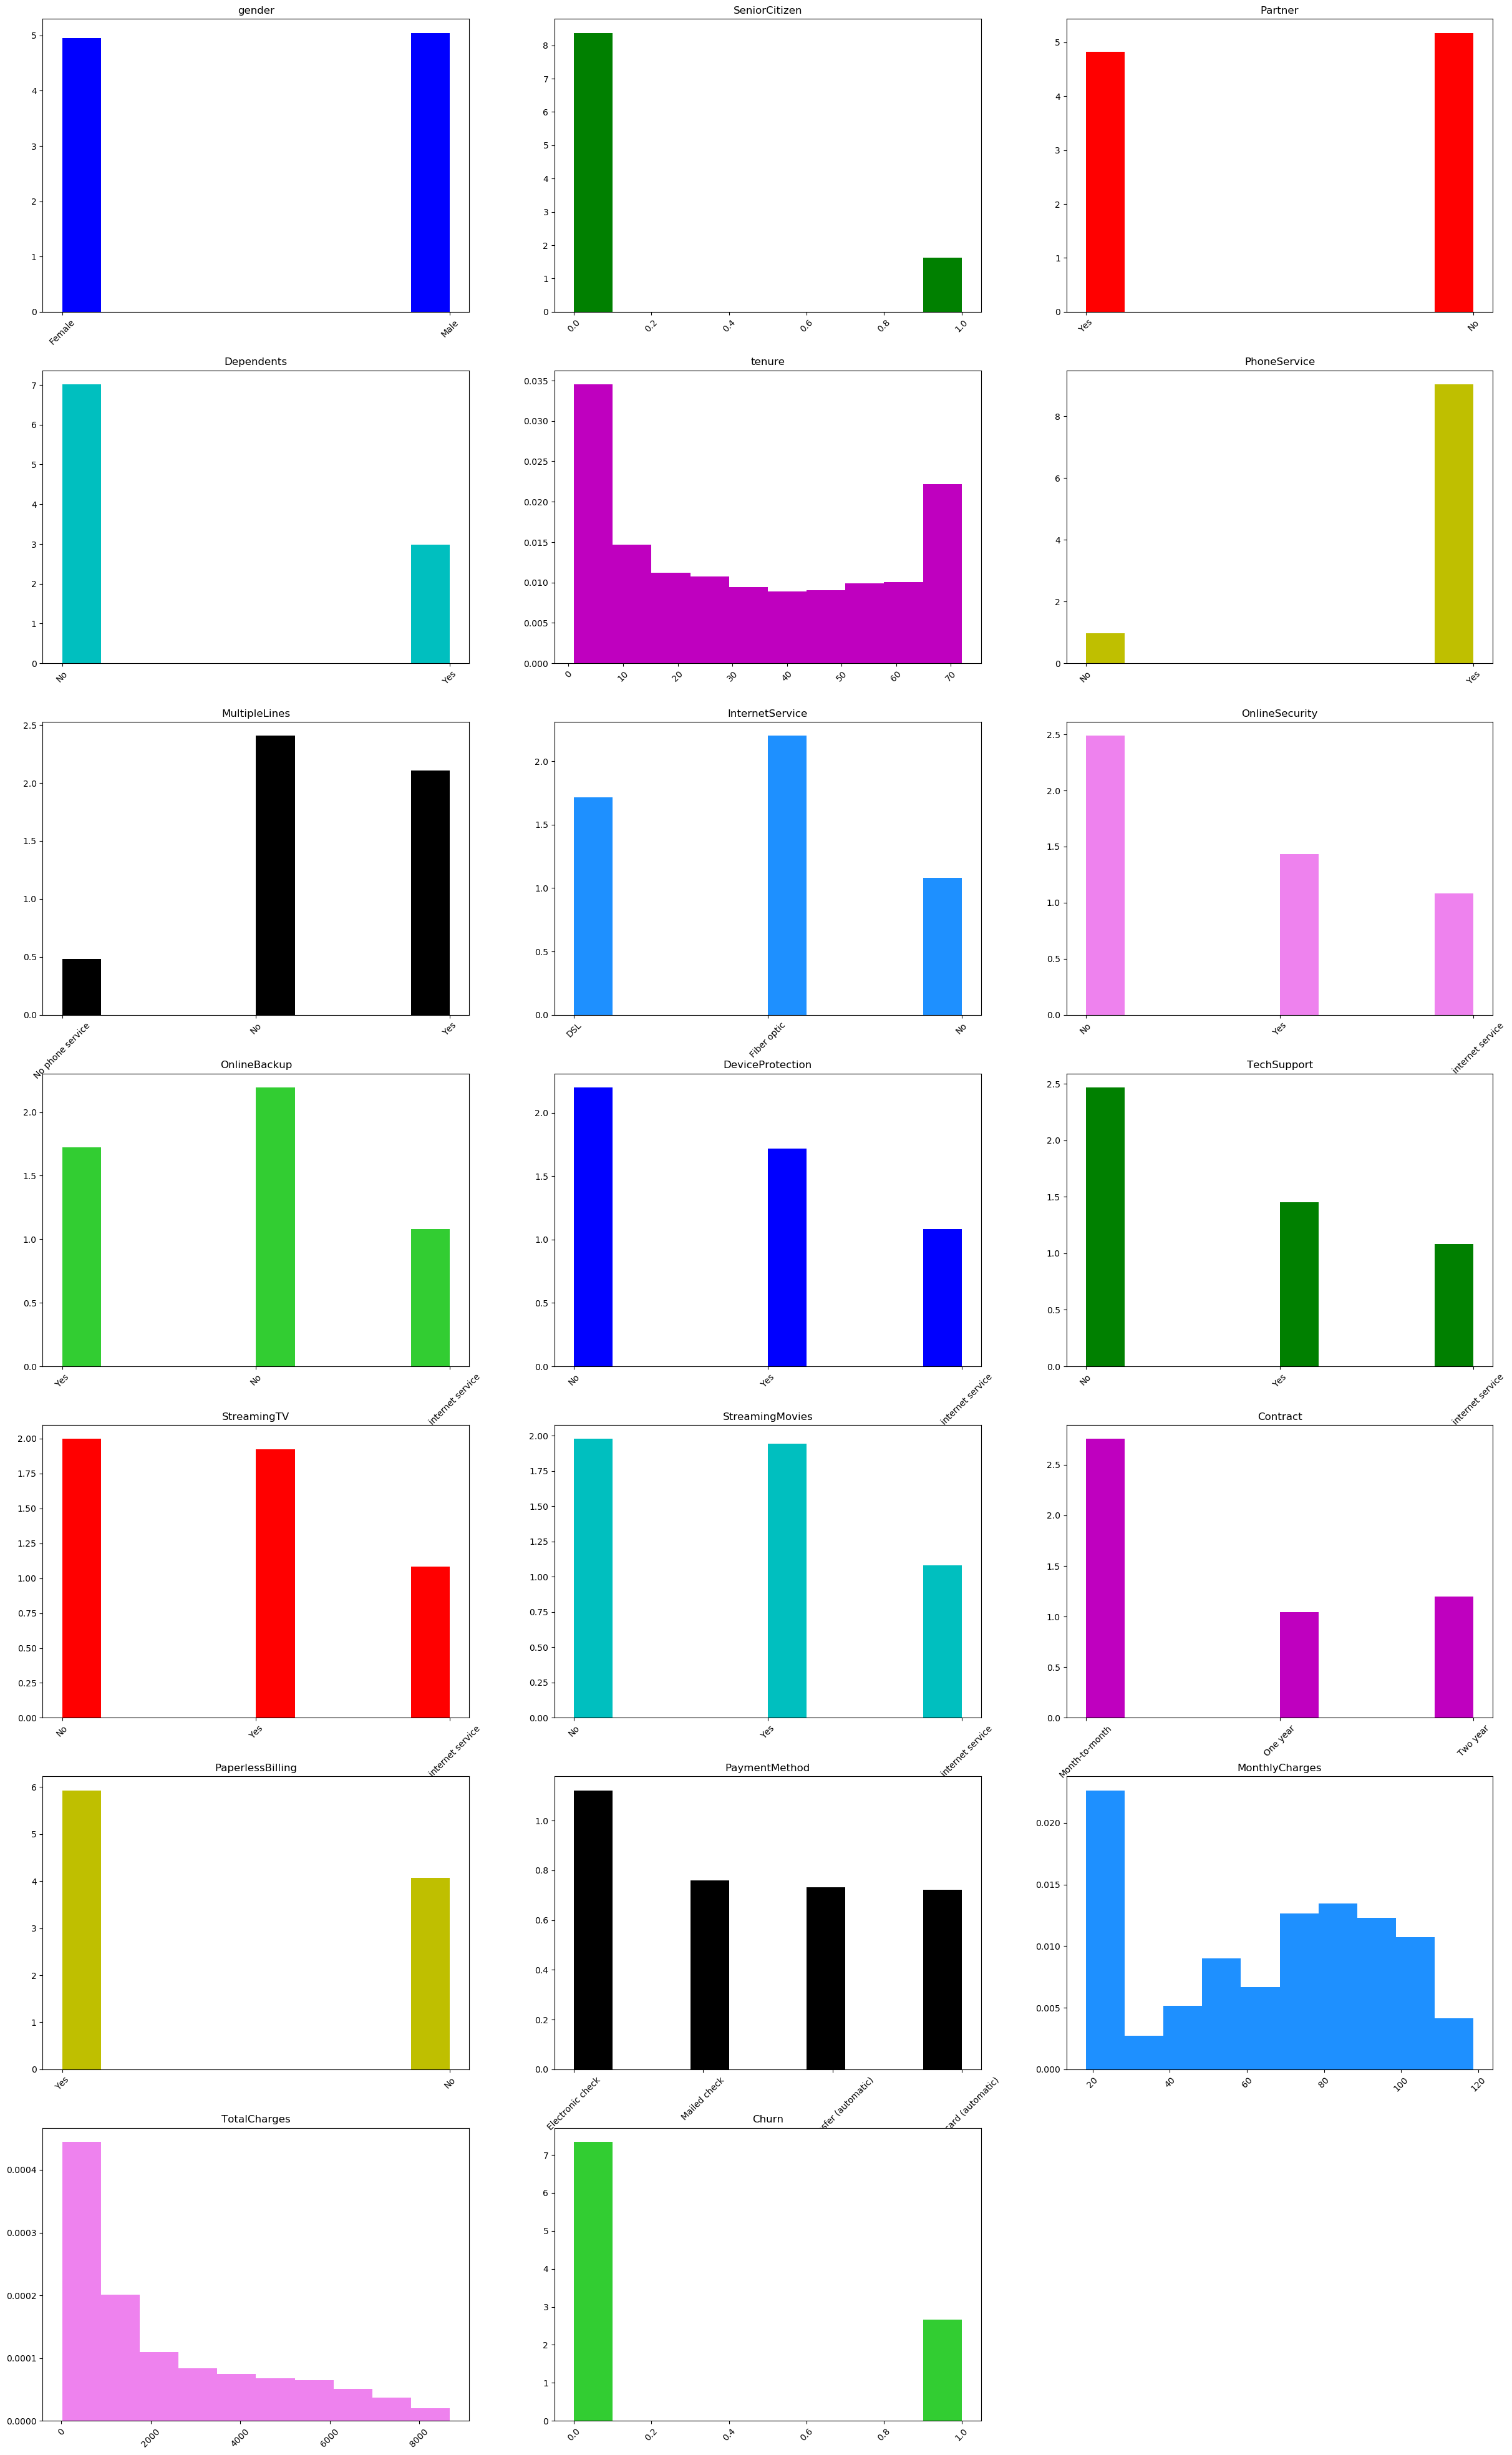 gender
5
4
3
2
1
0
Female
Male
SeniorCitizen
8
7
6
5
4
3
2
1
0
0.0
0.2
0.4
0.6
0.8
1.0
Partner
5
4
3
2
1
0
Yes
No
Dependents
7
6
5
4
3
2
1
0
No
Yes
tenure
0.035
0.030
0.025
0.020
0.015
0.010
0.005
0.000
0
10
20
30
40
50
60
70
PhoneService
8
6
4
2
0
No
Yes
MultipleLines
2.5
2.0
1.5
1.0
0.5
0.0
No phone service
No
Yes
InternetService
2.0
1.5
1.0
0.5
0.0
DSL
Fiber optic
No
OnlineSecurity
2.5
2.0
1.5
1.0
0.5
0.0
No
Yes
internet service
OnlineBackup
2.0
1.5
1.0
0.5
0.0
Yes
No
internet service
DeviceProtection
2.0
1.5
1.0
0.5
0.0
No
Yes
internet service
TechSupport
2.5
2.0
1.5
1.0
0.5
0.0
No
Yes
internet service
StreamingTV
2.00
1.75
1.50
1.25
1.00
0.75
0.50
0.25
0.00
No
Yes
internet service
StreamingMovies
2.00
1.75
1.50
1.25
1.00
0.75
0.50
0.25
0.00
No
Yes
internet service
Contract
2.5
2.0
1.5
1.0
0.5
0.0
Month-to-month
One year
Two year
PaperlessBilling
6
5
4
3
2
1
0
Yes
No
PaymentMethod
1.0
0.8
0.6
0.4
0.2
0.0
Electronic check
Mailed check
sfer (automatic)
card (automatic)
MonthlyCharges
0.020
0.015
0.010
0.005
0.000
20
40
60
80
100
120
TotalCharges
0.0004
0.0003
0.0002
0.0001
0.0000
0
2000
4000
6000
8000
Churn
7
6
5
4
3
2
1
0
0.0
0.2
0.4
0.6
0.8
1.0